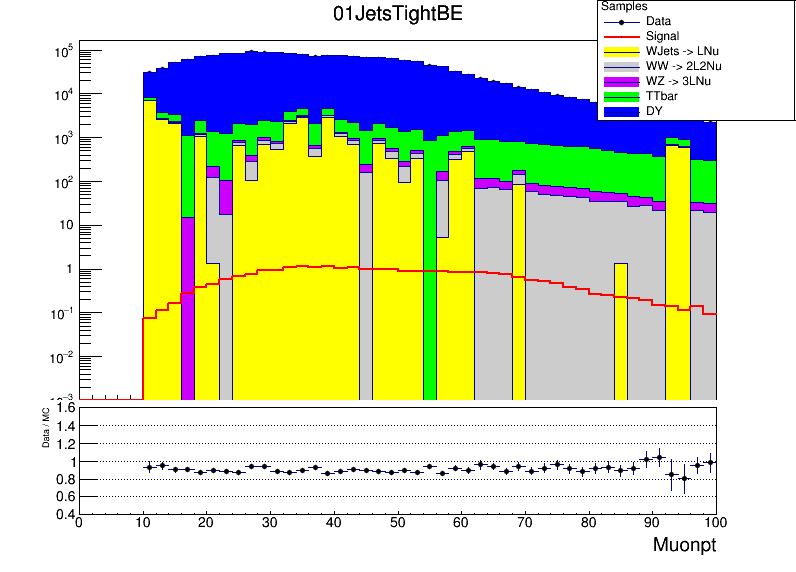 01JetsTightBE
Samples
Data
Signal
WJets -> LNu
WW -> 2L2Nu
WZ -> 3LNu
TTbar
DY
10^5
10^4
10^3
10^2
10
1
10^-1
10^-2
Data / MC
1.6
1.4
1.2
1
0.8
0.6
0.4
0 10 20 30 40 50 60 70 80 90 100
Muonpt